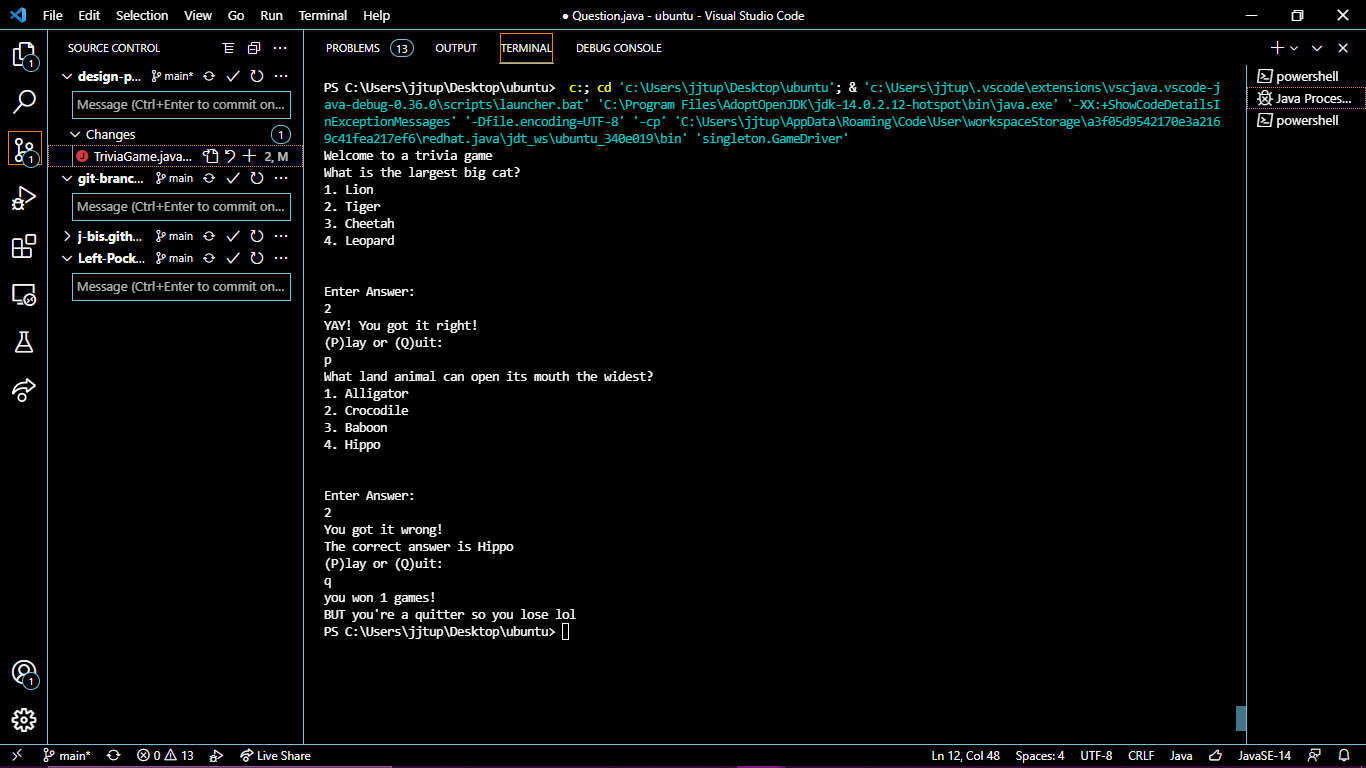 File Edit Selection View Go Run Terminal Help
● Question.java - ubuntu - Visual Studio Code
SOURCE CONTROL
design-p... main*
Message (Ctrl+Enter to commit on...
Changes 1
TriviaGame.java... 2, M
git-branc... main
Message (Ctrl+Enter to commit on...
j-bis.gith... main
Left-Pock... main
Message (Ctrl+Enter to commit on...
1
1
1
PROBLEMS 13 OUTPUT TERMINAL DEBUG CONSOLE
PS C:\Users\jjtup\Desktop\ubuntu> c:; cd 'c:\Users\jjtup\Desktop\ubuntu'; & 'c:\Users\jjtup\.vscode\extensions\vscjava.vscode-j
ava-debug-0.36.0\scripts\launcher.bat' 'C:\Program Files\AdoptOpenJDK\jdk-14.0.2.12-hotspot\bin\java.exe' '-XX:+ShowCodeDetailsI
nExceptionMessages' '-Dfile.encoding=UTF-8' '-cp' 'C:\Users\jjtup\AppData\Roaming\Code\User\workspaceStorage\a3f05d9542170e3a216
9c41fea217ef6\redhat.java\jdt_ws\ubuntu_340e019\bin' 'singleton.GameDriver'
Welcome to a trivia game
What is the largest big cat?
1. Lion
2. Tiger
3. Cheetah
4. Leopard
Enter Answer:
2
YAY! You got it right!
(P)lay or (Q)uit:
p
What land animal can open its mouth the widest?
1. Alligator
2. Crocodile
3. Baboon
4. Hippo
Enter Answer:
2
You got it wrong!
The correct answer is Hippo
(P)lay or (Q)uit:
q
you won 1 games!
BUT you're a quitter so you lose lol
PS C:\Users\jjtup\Desktop\ubuntu>
powershell
Java Proces...
powershell
main* 0 13 Live Share
Ln 12, Col 48 Spaces: 4 UTF-8 CRLF Java JavaSE-14